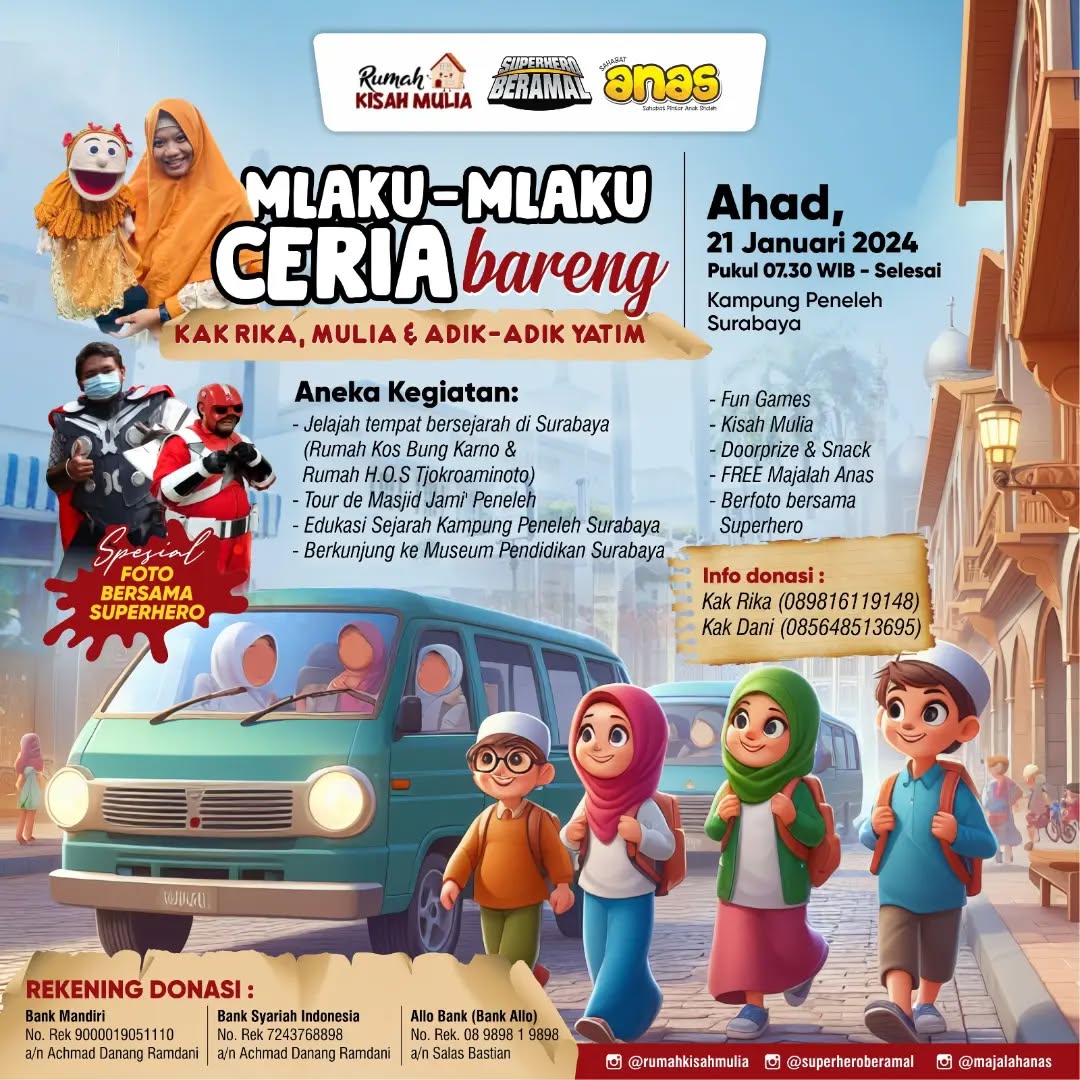 Rumah
KISAH MULIA
SUPERHERO
BERAMAL
SAHABAT
anas
Sahabat Pintar Anak Sholeh
MLAKU-MLAKU
CERIA bareng
KAK RIKA, MULIA & ADIK-ADIK YATIM
Ahad,
21 Januari 2024
Pukul 07.30 WIB - Selesai
Kampung Peneleh
Surabaya
Aneka Kegiatan:
- Jelajah tempat bersejarah di Surabaya
(Rumah Kos Bung Karno &
Rumah H.O.S Tjokroaminoto)
- Tour de Masjid Jami' Peneleh
- Edukasi Sejarah Kampung Peneleh Surabaya
- Berkunjung ke Museum Pendidikan Surabaya
- Fun Games
- Kisah Mulia
- Doorprize & Snack
- FREE Majalah Anas
- Berfoto bersama
Superhero
Spesial
FOTO
BERSAMA
SUPERHERO
Info donasi :
Kak Rika (089816119148)
Kak Dani (085648513695)
REKENING DONASI :
Bank Mandiri
No. Rek 9000019051110
a/n Achmad Danang Ramdani
Bank Syariah Indonesia
No. Rek 7243768898
a/n Achmad Danang Ramdani
Allo Bank (Bank Allo)
No. Rek. 08 9898 1 9898
a/n Salas Bastian
@rumahkisahmulia
@superheroberamal
@majalahanas